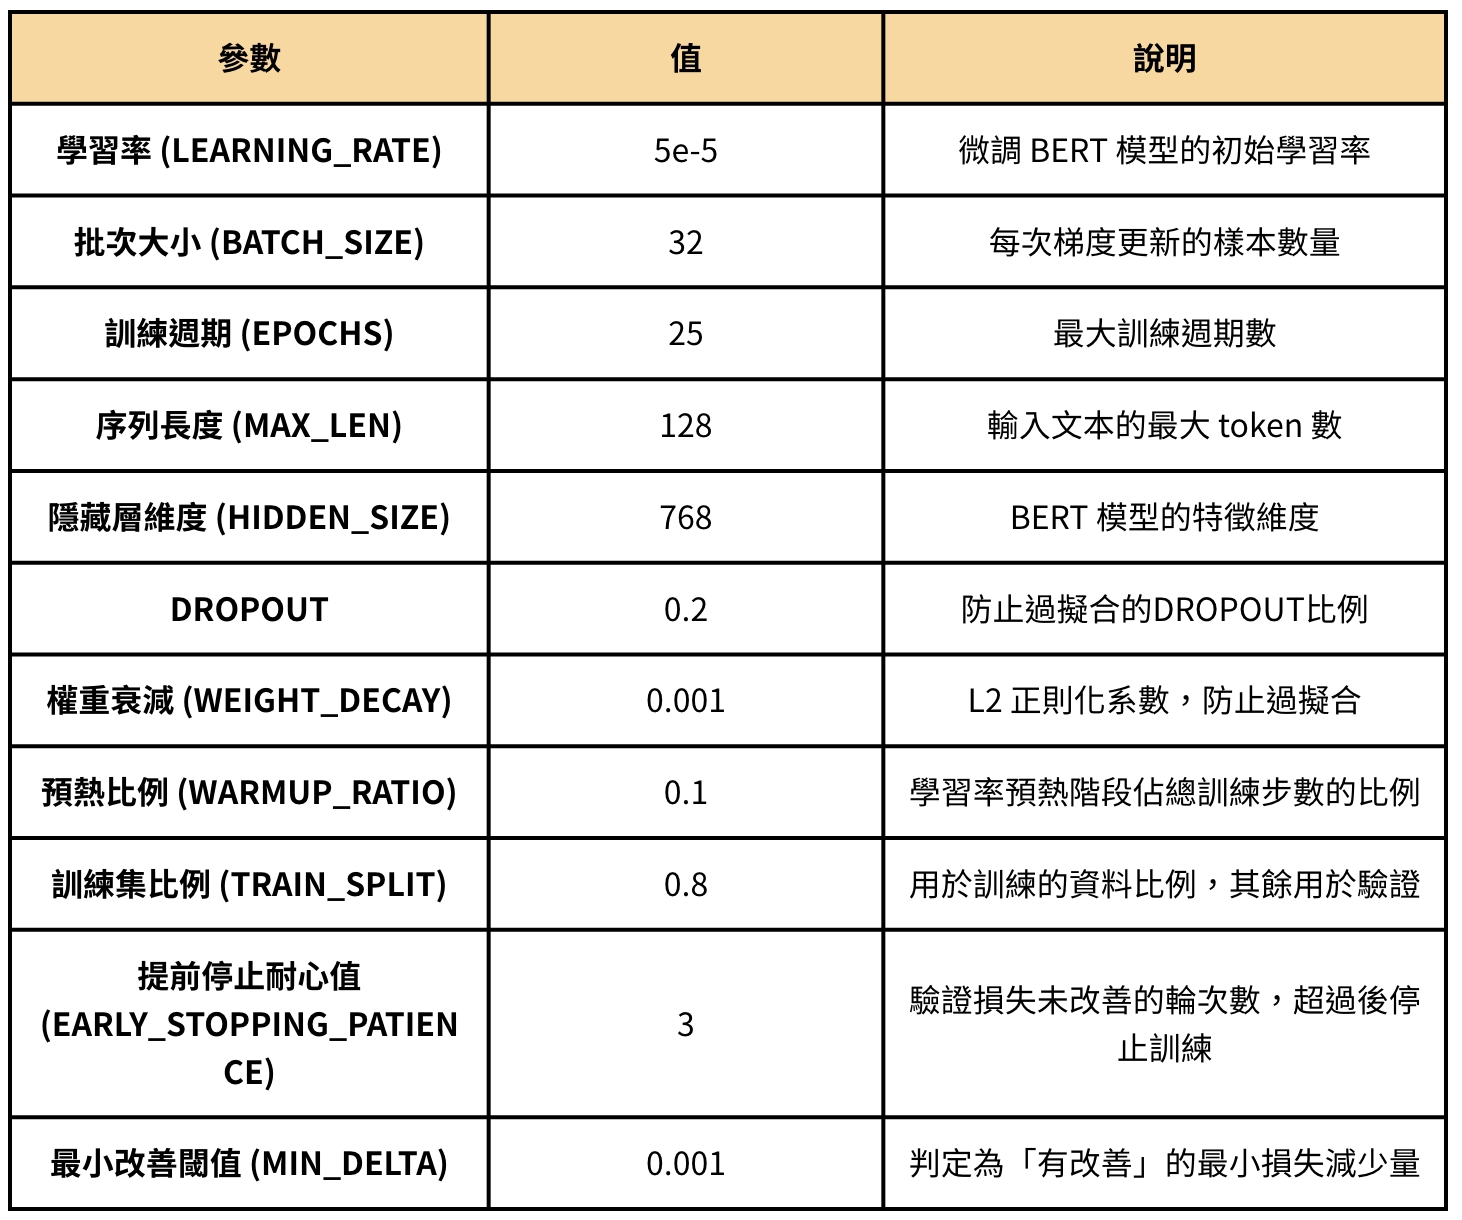 參數 值 說明
學習率 (LEARNING_RATE) 5e-5 微調 BERT 模型的初始學習率
批次大小 (BATCH_SIZE) 32 每次梯度更新的樣本數量
訓練週期 (EPOCHS) 25 最大訓練週期數
序列長度 (MAX_LEN) 128 輸入文本的最大 token 數
隱藏層維度 (HIDDEN_SIZE) 768 BERT 模型的特徵維度
DROPOUT 0.2 防止過擬合的DROPOUT比例
權重衰減 (WEIGHT_DECAY) 0.001 L2 正則化系數，防止過擬合
預熱比例 (WARMUP_RATIO) 0.1 學習率預熱階段佔總訓練步數的比例
訓練集比例 (TRAIN_SPLIT) 0.8 用於訓練的資料比例，其餘用於驗證
提前停止耐心值
(EARLY_STOPPING_PATIEN
CE)
3
驗證損失未改善的輪次數，超過後停
止訓練
最小改善閾值 (MIN_DELTA) 0.001 判定為「有改善」的最小損失減少量